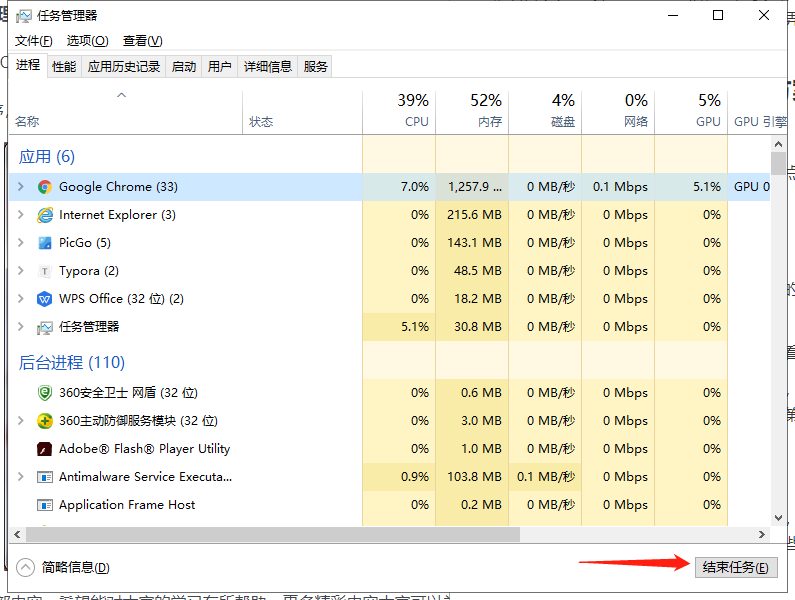 任务管理器
文件(F) 选项(O) 查看(V)
进程 性能 应用历史记录 启动 用户 详细信息 服务
39% 52% 4% 0% 5%
名称 状态 CPU 内存 磁盘 网络 GPU GPU 引擎
应用 (6)
Google Chrome (33) 7.0% 1,257.9 ... 0 MB/秒 0.1 Mbps 5.1% GPU 0
Internet Explorer (3) 0% 215.6 MB 0 MB/秒 0 Mbps 0%
PicGo (5) 0% 143.1 MB 0 MB/秒 0 Mbps 0%
Typora (2) 0% 48.5 MB 0 MB/秒 0 Mbps 0%
WPS Office (32 位) (2) 0% 18.2 MB 0 MB/秒 0 Mbps 0%
任务管理器 5.1% 30.8 MB 0 MB/秒 0 Mbps 0%
后台进程 (110)
360安全卫士 网盾 (32 位) 0% 0.6 MB 0 MB/秒 0 Mbps 0%
360主动防御服务模块 (32 位) 0% 3.0 MB 0 MB/秒 0 Mbps 0%
Adobe® Flash® Player Utility 0% 1.0 MB 0 MB/秒 0 Mbps 0%
Antimalware Service Executa... 0.9% 103.8 MB 0.1 MB/秒 0 Mbps 0%
Application Frame Host 0% 0.2 MB 0 MB/秒 0 Mbps 0%
简略信息(D) 结束任务(E)